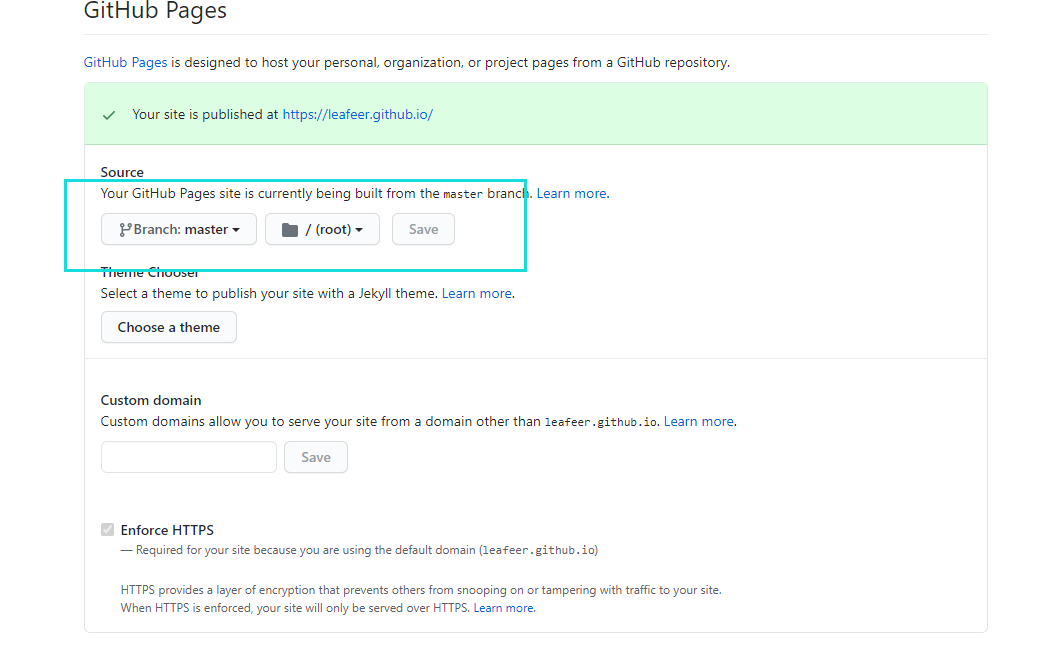 GitHub Pages
GitHub Pages is designed to host your personal, organization, or project pages from a GitHub repository.
Your site is published at https://leafeer.github.io/
Source
Your GitHub Pages site is currently being built from the master branch. Learn more.
Branch: master
/ (root)
Save
Theme Chooser
Select a theme to publish your site with a Jekyll theme. Learn more.
Choose a theme
Custom domain
Custom domains allow you to serve your site from a domain other than leafeer.github.io. Learn more.
Save
Enforce HTTPS
— Required for your site because you are using the default domain (leafeer.github.io)
HTTPS provides a layer of encryption that prevents others from snooping on or tampering with traffic to your site.
When HTTPS is enforced, your site will only be served over HTTPS. Learn more.